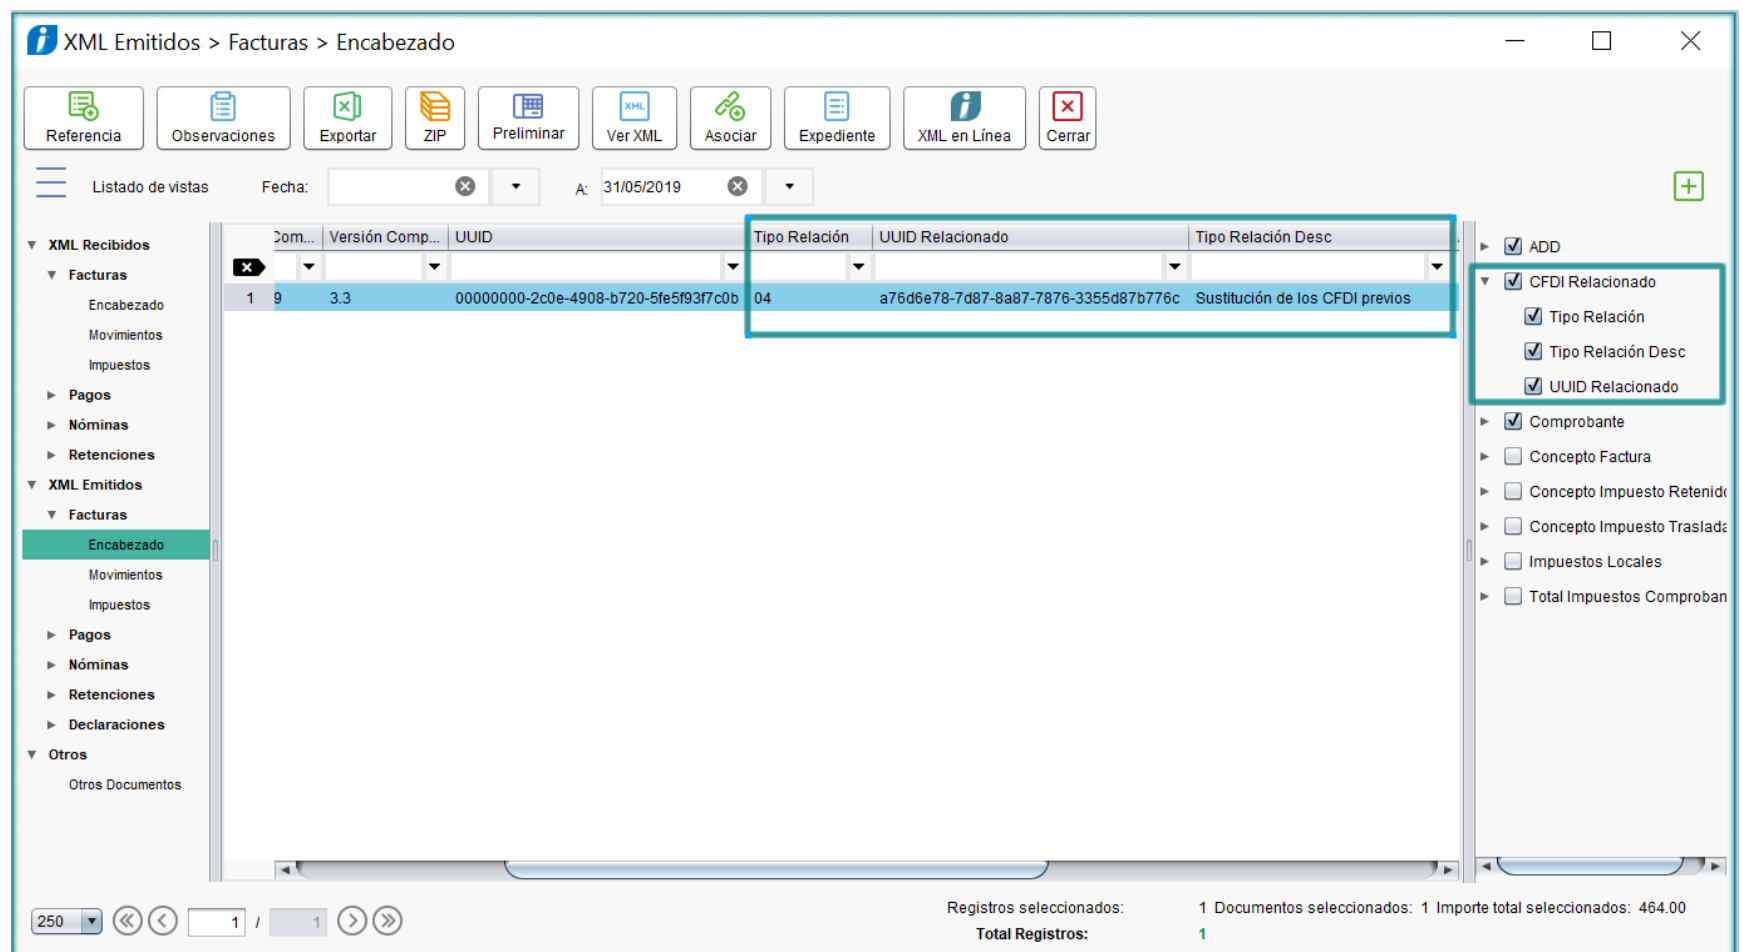 XML Emitidos > Facturas > Encabezado
Referencia Observaciones Exportar ZIP Preliminar Ver XML Asociar Expediente XML en Línea Cerrar
XML
Listado de vistas Fecha: A: 31/05/2019
XML Recibidos
Facturas
Encabezado
Movimientos
Impuestos
Pagos
Nóminas
Retenciones
XML Emitidos
Facturas
Encabezado
Movimientos
Impuestos
Pagos
Nóminas
Retenciones
Declaraciones
Otros
Otros Documentos
Com... Versión Comp... UUID Tipo Relación UUID Relacionado Tipo Relación Desc
1 9 3.3 00000000-2c0e-4908-b720-5fe5f93f7c0b 04 a76d6e78-7d87-8a87-7876-3355d87b776c Sustitución de los CFDI previos
ADD
CFDI Relacionado
Tipo Relación
Tipo Relación Desc
UUID Relacionado
Comprobante
Concepto Factura
Concepto Impuesto Retenido
Concepto Impuesto Traslada
Impuestos Locales
Total Impuestos Comproban
250 1 / 1
Registros seleccionados: 1 Documentos seleccionados: 1 Importe total seleccionados: 464.00
Total Registros: 1